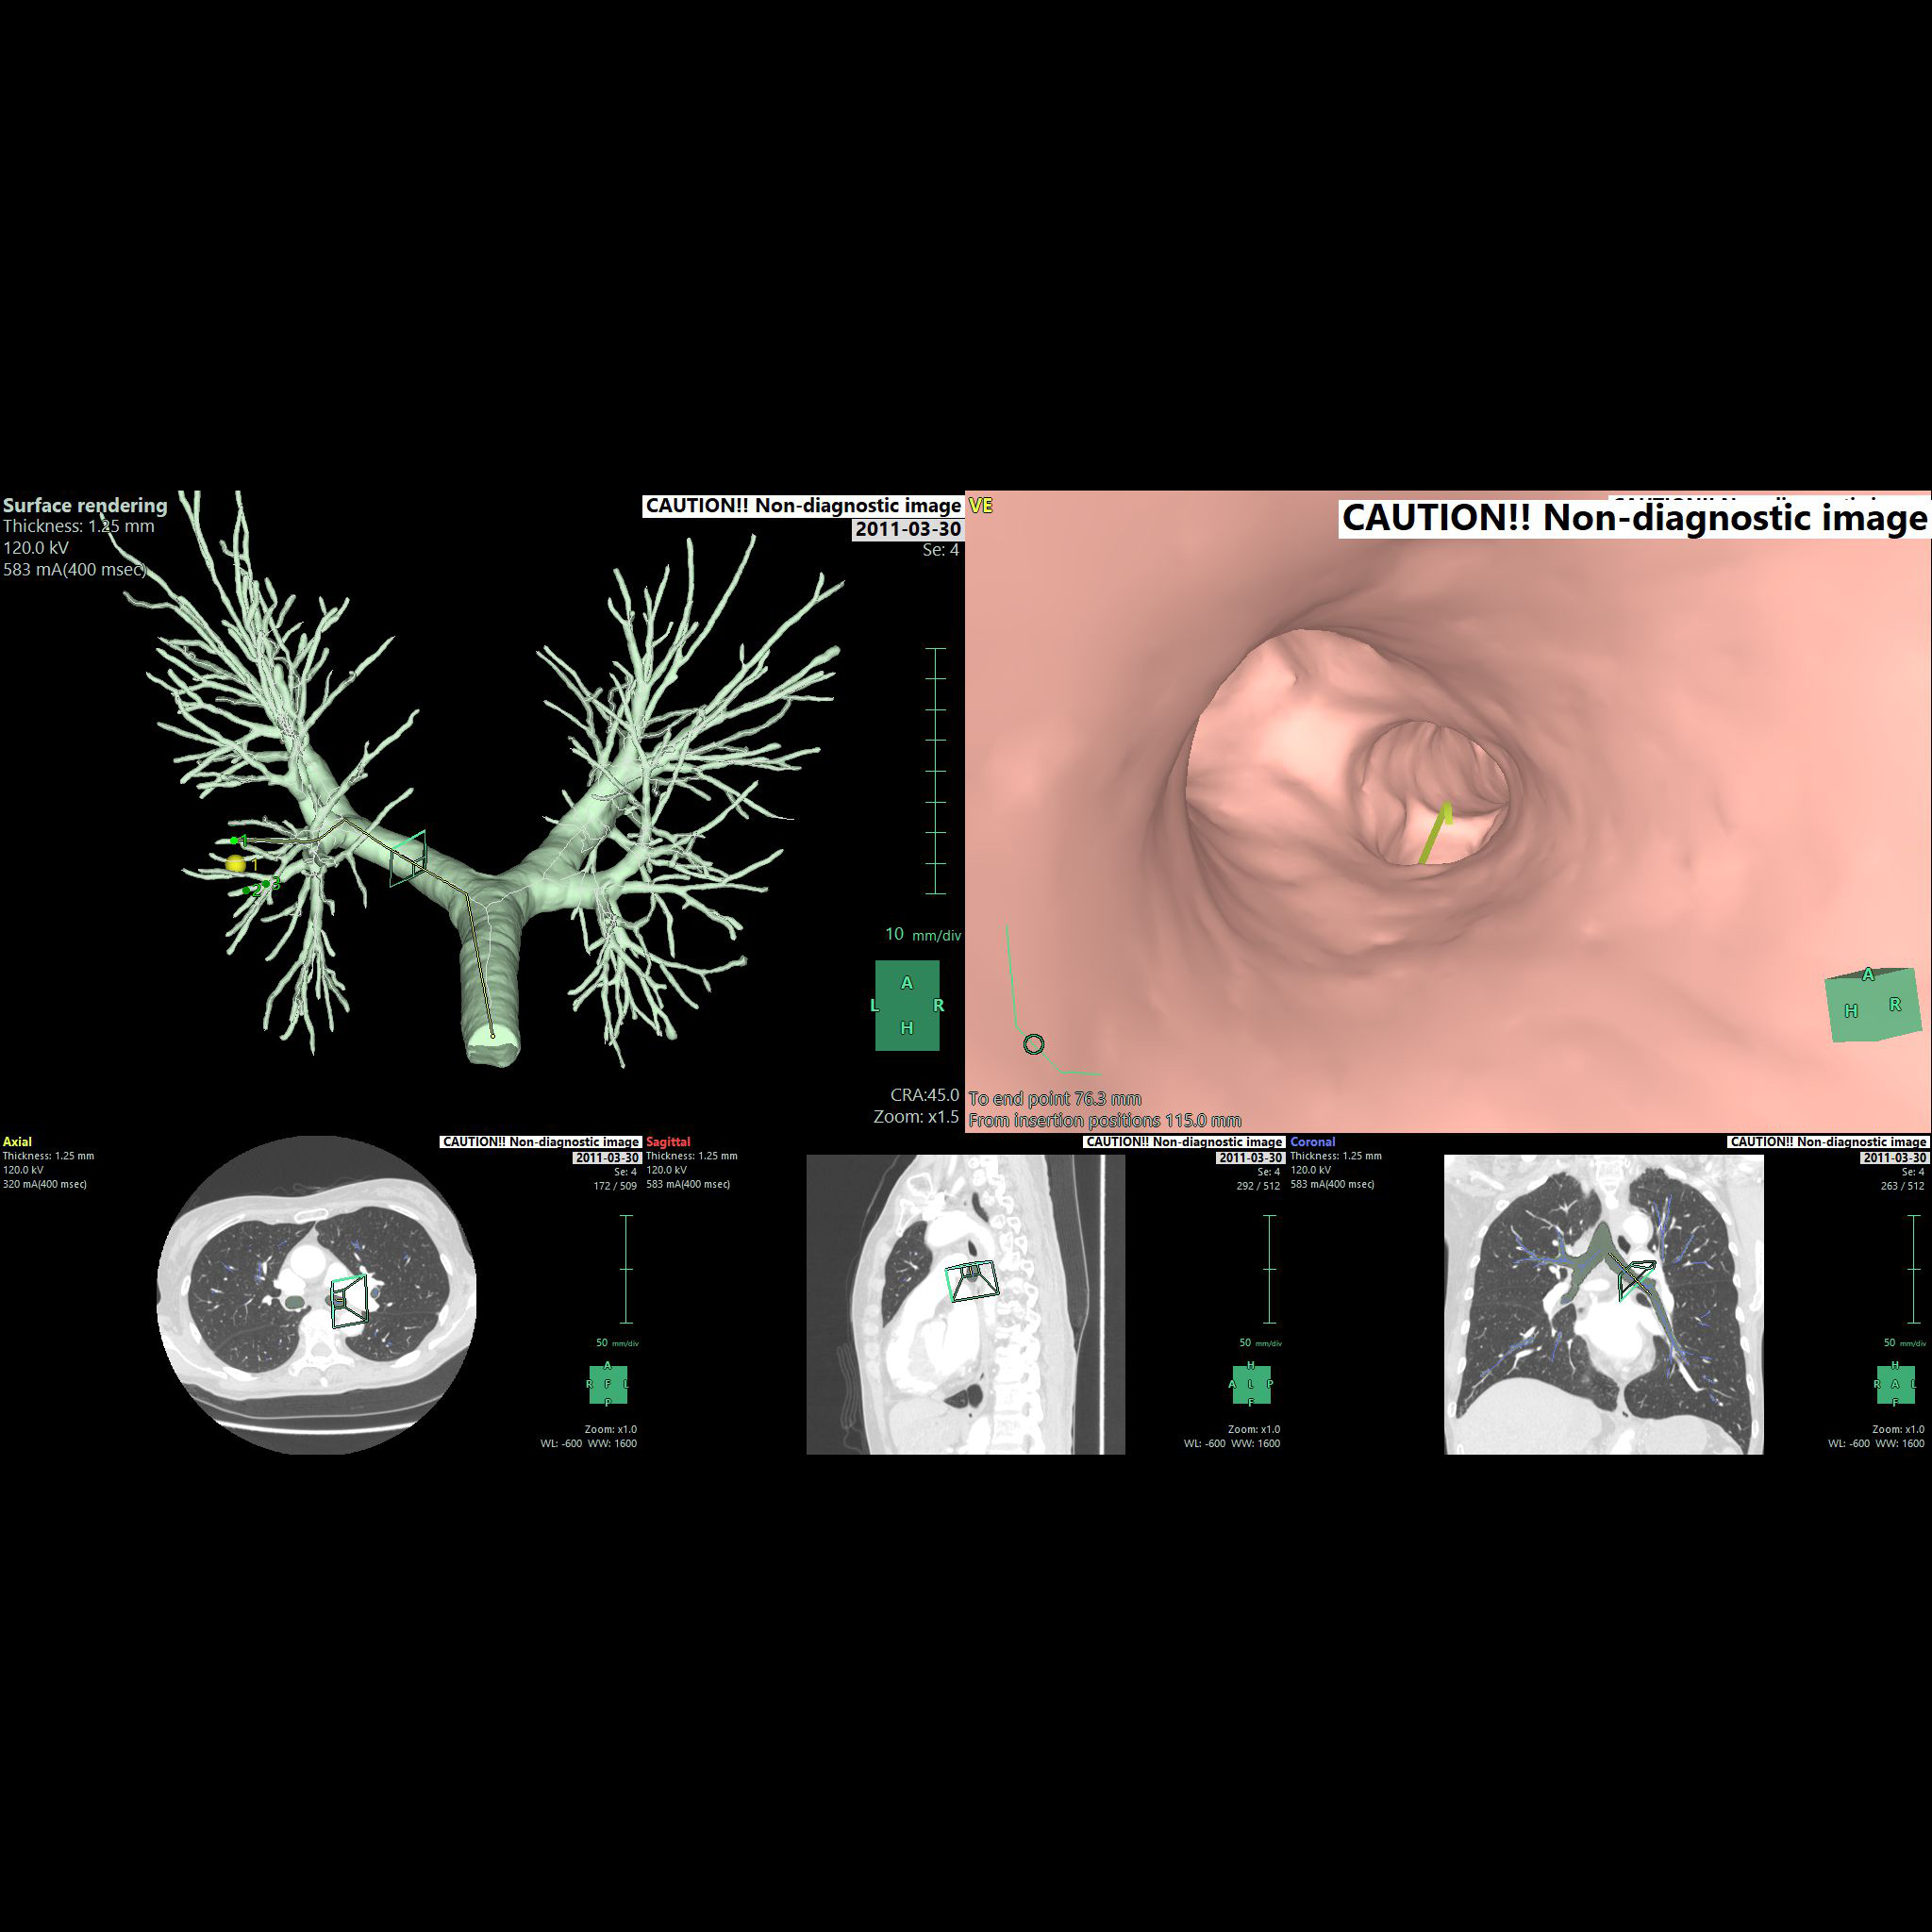 Surface rendering
Thickness: 1.25 mm
120.0 kV
583 mA(400 msec)
CAUTION!! Non-diagnostic image
2011-03-30
Se: 4
1
1
2
3
10 mm/div
A
L R
H
CRA:45.0
Zoom: x1.5
VE
CAUTION!! Non-diagnostic image
A
H R
To end point 76.3 mm
From insertion positions 115.0 mm
Axial
Thickness: 1.25 mm
120.0 kV
320 mA(400 msec)
CAUTION!! Non-diagnostic image
2011-03-30
Se: 4
172 / 509
50 mm/div
A
R F L
P
Zoom: x1.0
WL: -600 WW: 1600
Sagittal
Thickness: 1.25 mm
120.0 kV
583 mA(400 msec)
CAUTION!! Non-diagnostic image
2011-03-30
Se: 4
292 / 512
50 mm/div
H
A L P
F
Zoom: x1.0
WL: -600 WW: 1600
Coronal
Thickness: 1.25 mm
120.0 kV
583 mA(400 msec)
CAUTION!! Non-diagnostic image
2011-03-30
Se: 4
263 / 512
50 mm/div
H
R A L
F
Zoom: x1.0
WL: -600 WW: 1600